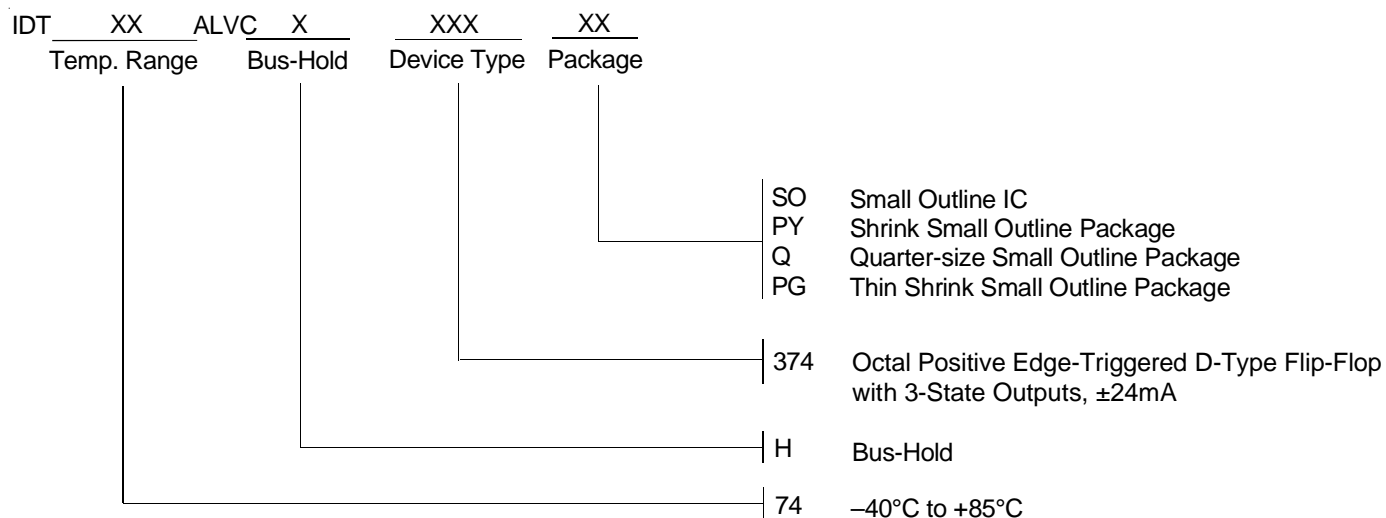 IDT XX ALVC X XXX XX
Temp. Range Bus-Hold Device Type Package
SO Small Outline IC
PY Shrink Small Outline Package
Q Quarter-size Small Outline Package
PG Thin Shrink Small Outline Package
374 Octal Positive Edge-Triggered D-Type Flip-Flop
with 3-State Outputs, ±24mA
H Bus-Hold
74 –40°C to +85°C